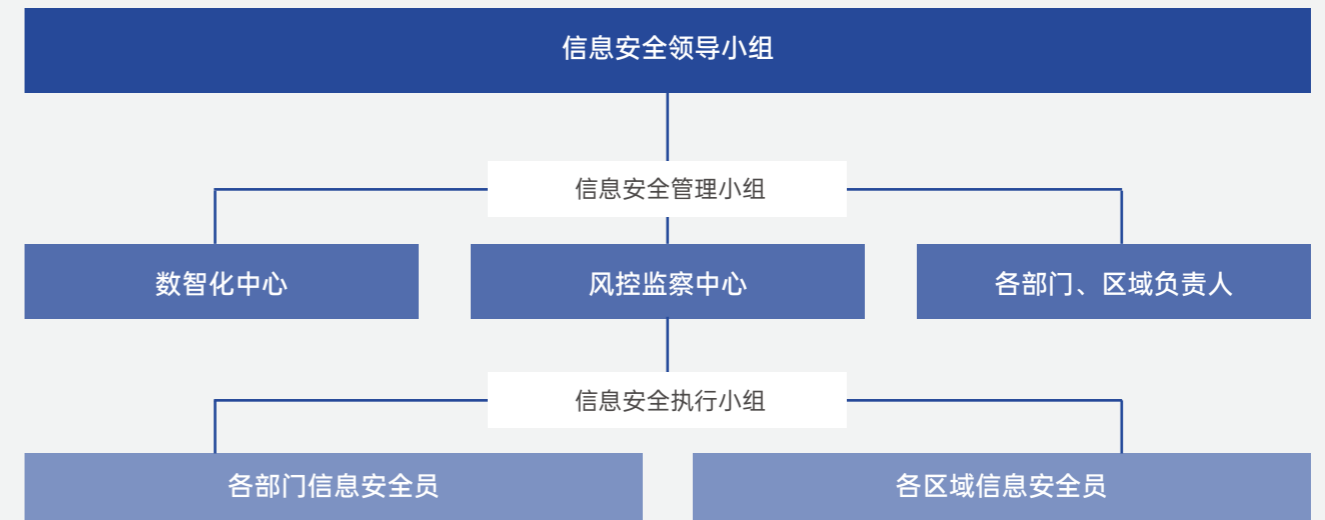 信息安全领导小组
信息安全管理小组
数智化中心
风控监察中心
各部门、区域负责人
信息安全执行小组
各部门信息安全员
各区域信息安全员